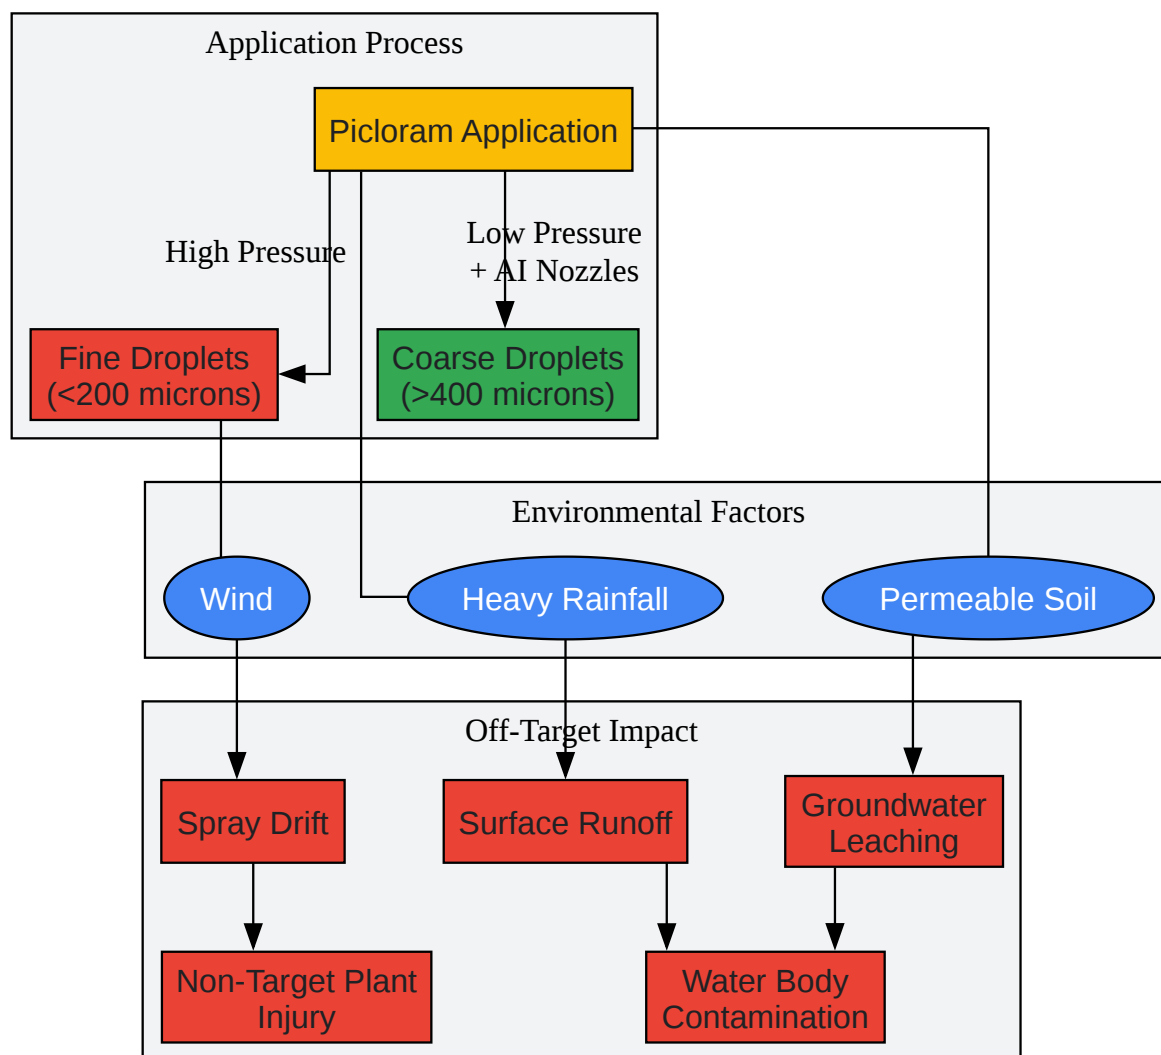 Application Process
Picloram Application
High Pressure
Low Pressure
+ AI Nozzles
Fine Droplets
(<200 microns)
Coarse Droplets
(>400 microns)
Environmental Factors
Wind
Heavy Rainfall
Permeable Soil
Off-Target Impact
Spray Drift
Surface Runoff
Groundwater
Leaching
Non-Target Plant
Injury
Water Body
Contamination